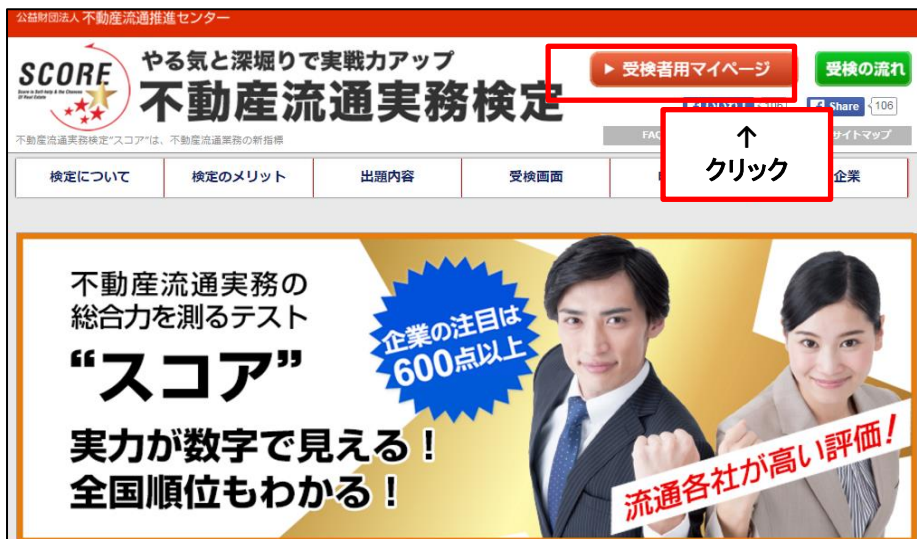 公益財団法人 不動産流通推進センター
SCORE
やる気と深堀りで実戦力アップ
不動産流通実務検定
▶ 受検者用マイページ
受検の流れ
Share 106
不動産流通実務検定“スコア”は、不動産流通業務の新指標
FAQ
サイトマップ
↑
クリック
検定について
検定のメリット
出題内容
受検画面
企業
不動産流通実務の
総合力を測るテスト
“スコア”
実力が数字で見える！
全国順位もわかる！
企業の注目は
600点以上
流通各社が高い評価！